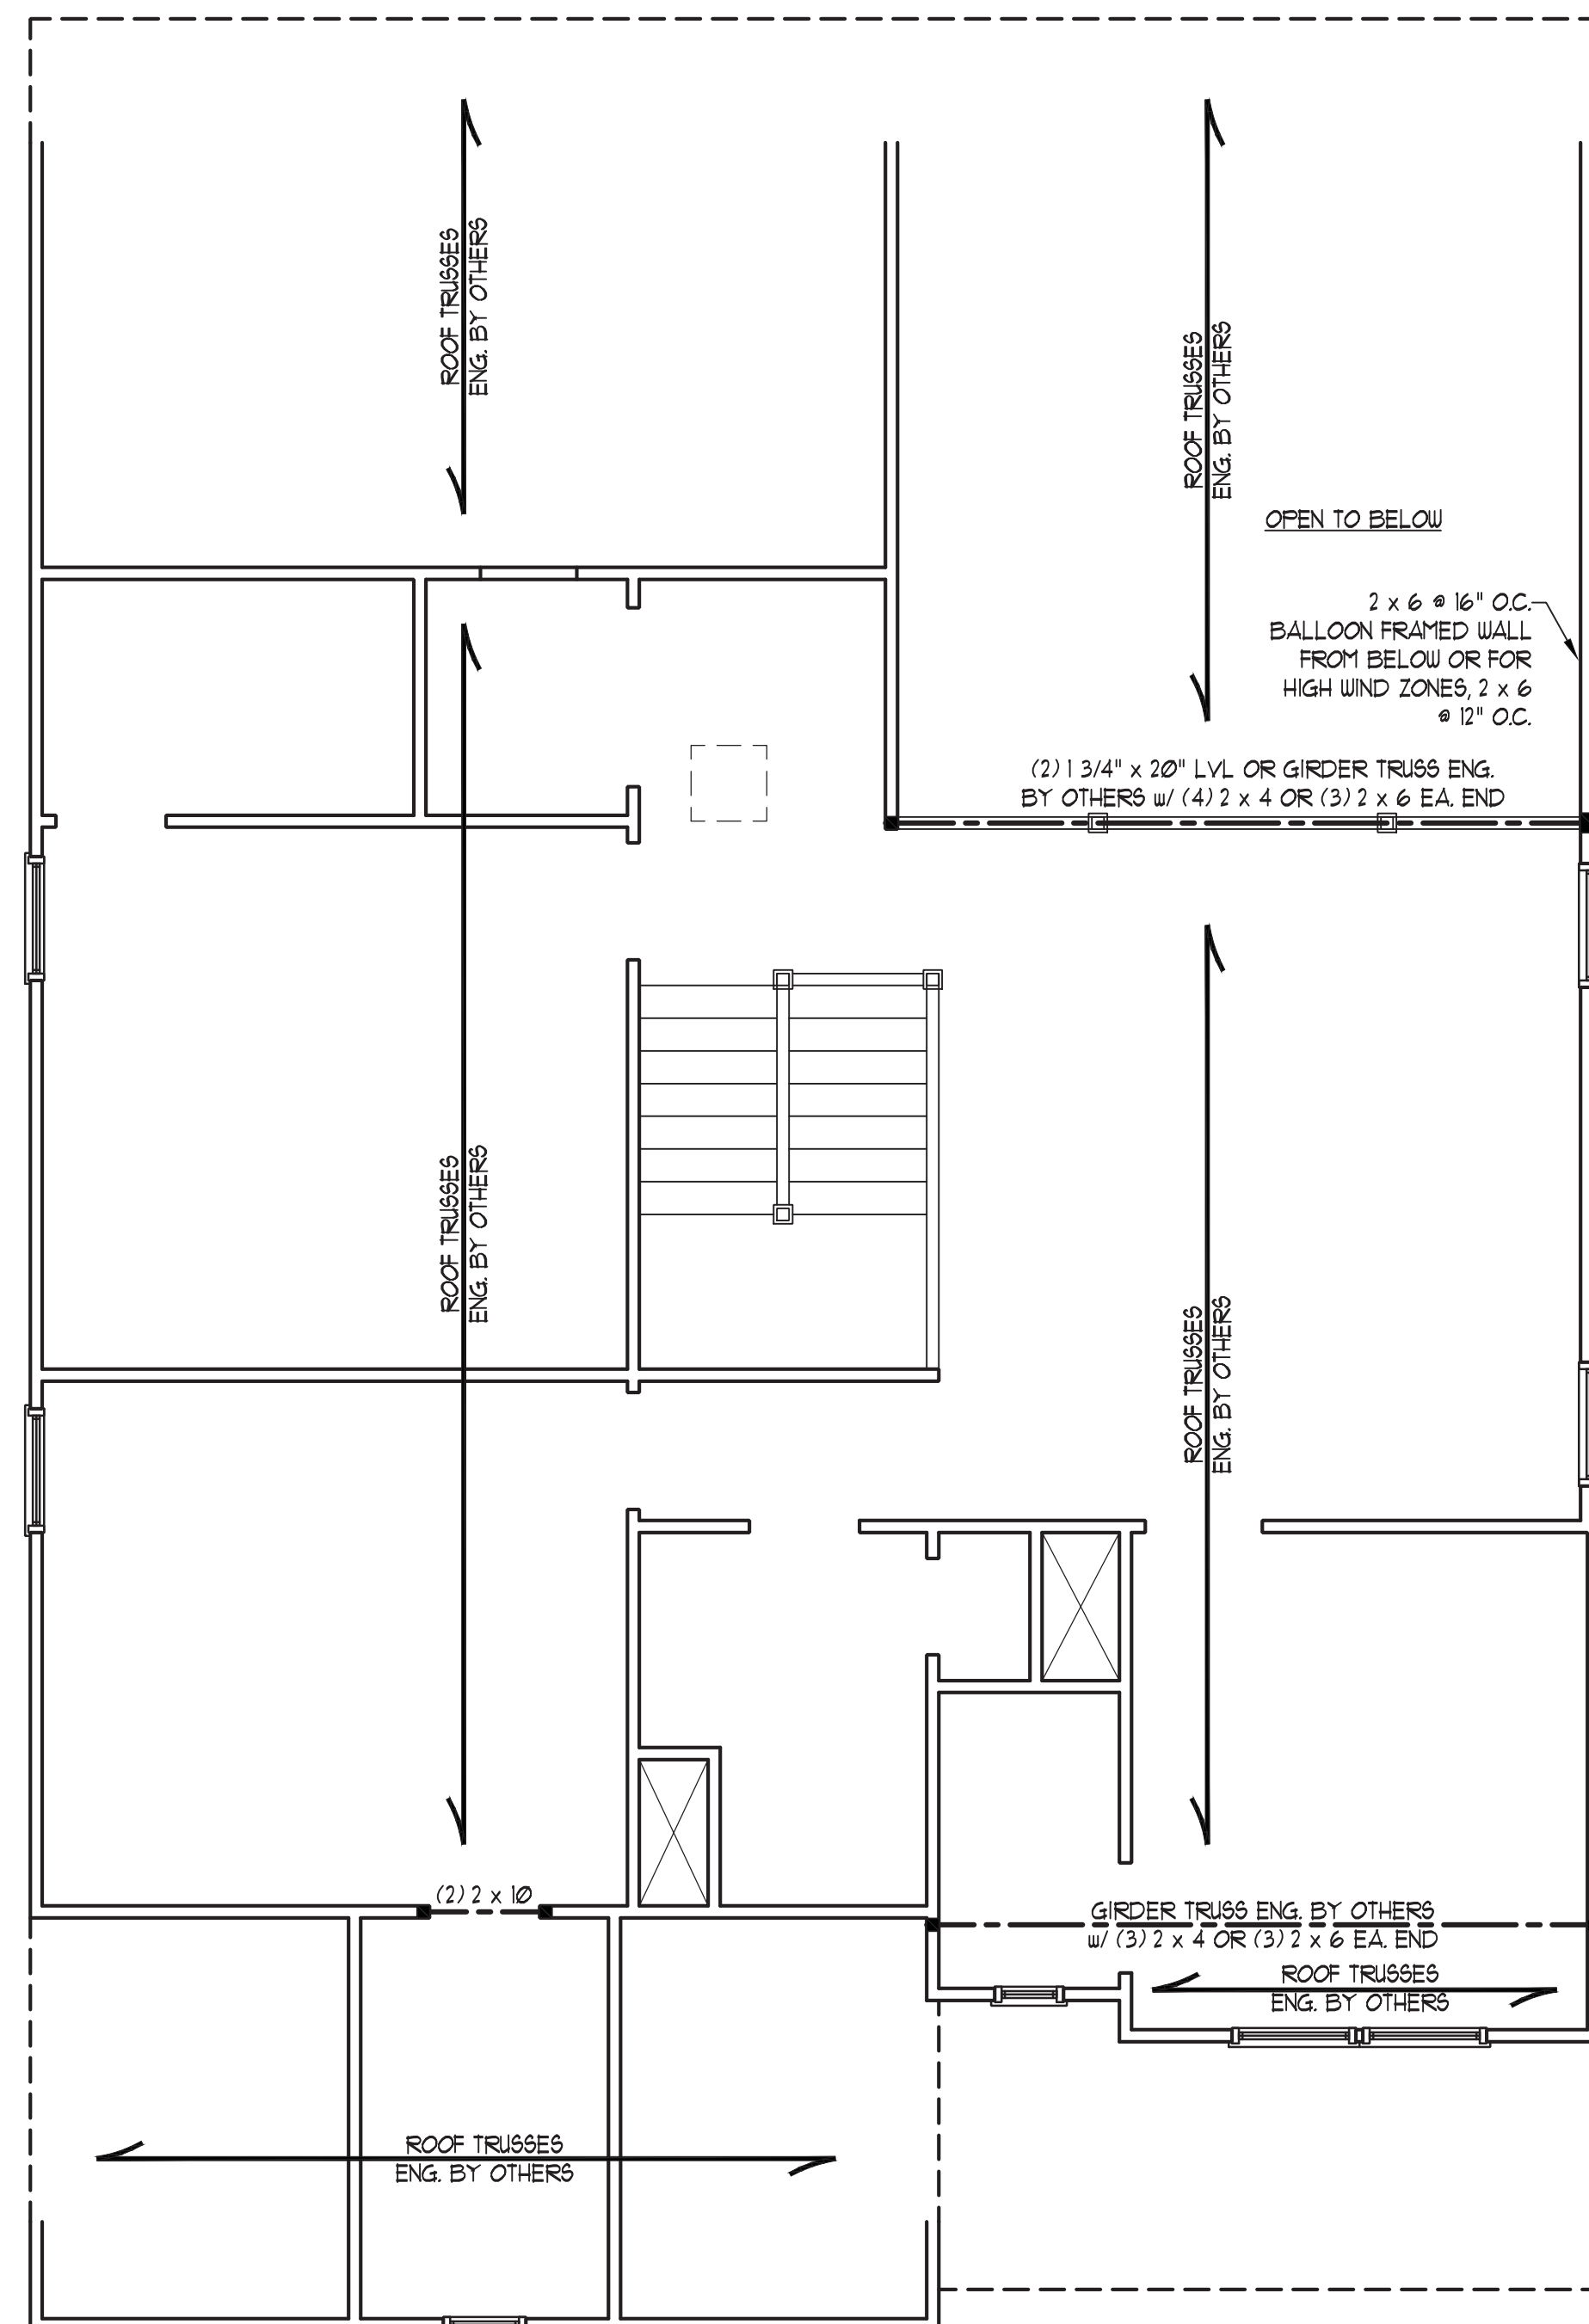 ROOF TRUSSES
ENG. BY OTHERS
ROOF TRUSSES
ENG. BY OTHERS
OPEN TO BELOW
2 x 6 @ 16" O.C.
BALLOON FRAMED WALL
FROM BELOW OR FOR
HIGH WIND ZONES, 2 x 6
@ 12" O.C.
(2) 1 3/4" x 20" LVL OR GIRDER TRUSS ENG.
BY OTHERS w/ (4) 2 x 4 OR (3) 2 x 6 EA. END
ROOF TRUSSES
ENG. BY OTHERS
ROOF TRUSSES
ENG. BY OTHERS
(2) 2 x 10
GIRDER TRUSS ENG. BY OTHERS
w/ (3) 2 x 4 OR (3) 2 x 6 EA. END
ROOF TRUSSES
ENG. BY OTHERS
ROOF TRUSSES
ENG. BY OTHERS